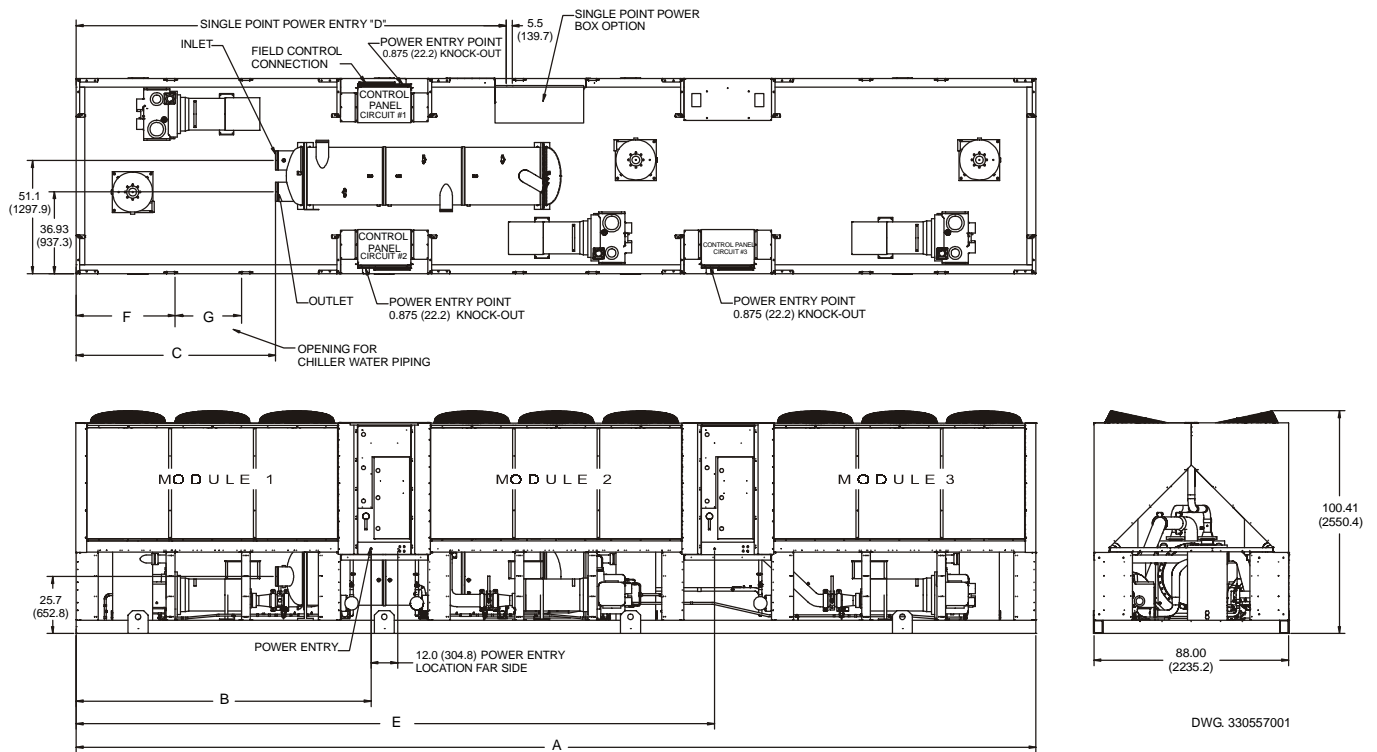 SINGLE POINT POWER ENTRY "D"
5.5
(139.7)
SINGLE POINT POWER
BOX OPTION
INLET
FIELD CONTROL
CONNECTION
POWER ENTRY POINT
0.875 (22.2) KNOCK-OUT
CONTROL
PANEL
CIRCUIT #1
51.1
(1297.9)
36.93
(937.3)
CONTROL
PANEL
CIRCUIT #2
CONTROL PANEL
CIRCUIT #3
OUTLET
POWER ENTRY POINT
0.875 (22.2) KNOCK-OUT
POWER ENTRY POINT
0.875 (22.2) KNOCK-OUT
F
G
C
OPENING FOR
CHILLER WATER PIPING
MODULE 1
MODULE 2
MODULE 3
100.41
(2550.4)
25.7
(652.8)
POWER ENTRY
12.0 (304.8) POWER ENTRY
LOCATION FAR SIDE
88.00
(2235.2)
B
E
A
DWG. 330557001